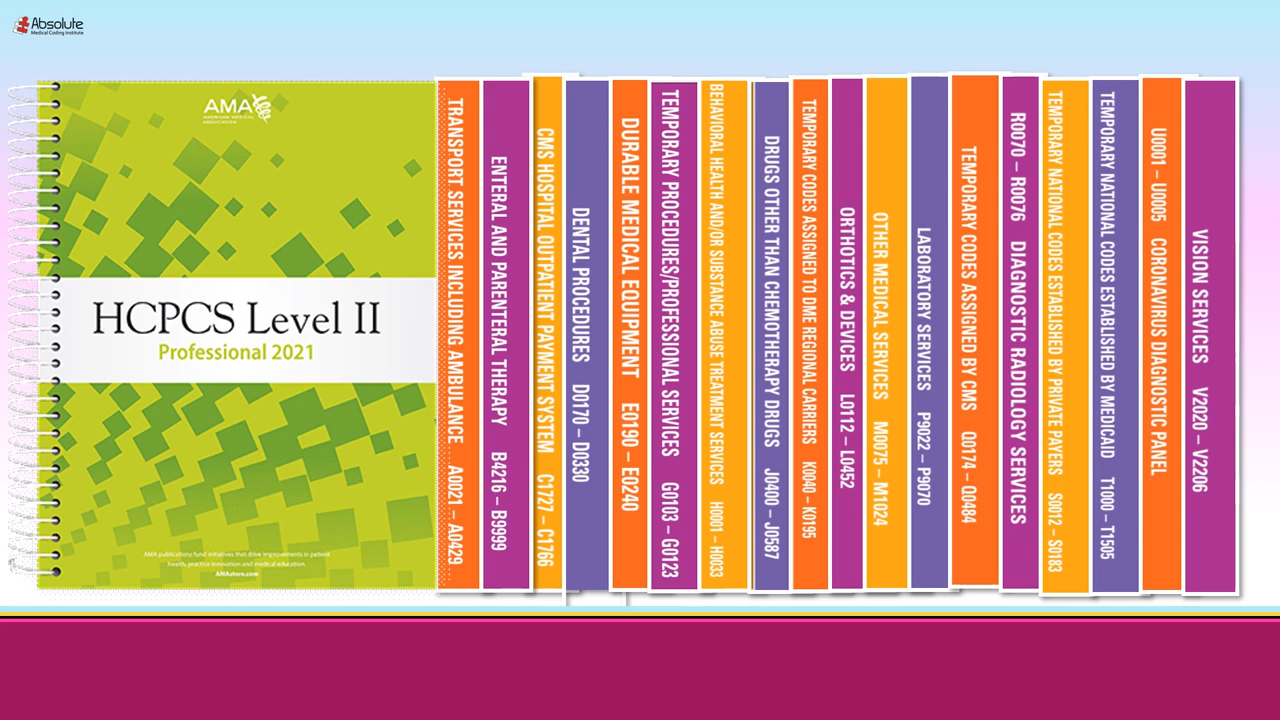 Absolute
Medical Coding Institute
AMA
AMERICAN MEDICAL
ASSOCIATION
HCPCS Level II
Professional 2021
AMA publications fund initiatives that drive improvements in patient
health, practice innovation and medical education.
AMAstore.com
TRANSPORT SERVICES INCLUDING AMBULANCE A0021 – A0429
ENTERAL AND PARENTERAL THERAPY B4216 – B9999
CMS HOSPITAL OUTPATIENT PAYMENT SYSTEM C1727 – C1766
DENTAL PROCEDURES D0170 – D0330
DURABLE MEDICAL EQUIPMENT E0190 – E0240
TEMPORARY PROCEDURES/PROFESSIONAL SERVICES G0103 – G0123
BEHAVIORAL HEALTH AND/OR SUBSTANCE ABUSE TREATMENT SERVICES H0001 – H0033
DRUGS OTHER THAN CHEMOTHERAPY DRUGS J0400 – J0587
TEMPORARY CODES ASSIGNED TO DME REGIONAL CARRIERS K0040 – K0195
ORTHOTICS & DEVICES L0112 – L0452
OTHER MEDICAL SERVICES M0075 – M1024
LABORATORY SERVICES P9022 – P9070
TEMPORARY CODES ASSIGNED BY CMS Q0174 – Q0484
R0070 – R0076 DIAGNOSTIC RADIOLOGY SERVICES
TEMPORARY NATIONAL CODES ESTABLISHED BY PRIVATE PAYERS S0012 – S0183
TEMPORARY NATIONAL CODES ESTABLISHED BY MEDICAID T1000 – T1505
U0001 – U0005 CORONAVIRUS DIAGNOSTIC PANEL
VISION SERVICES V2020 – V2206